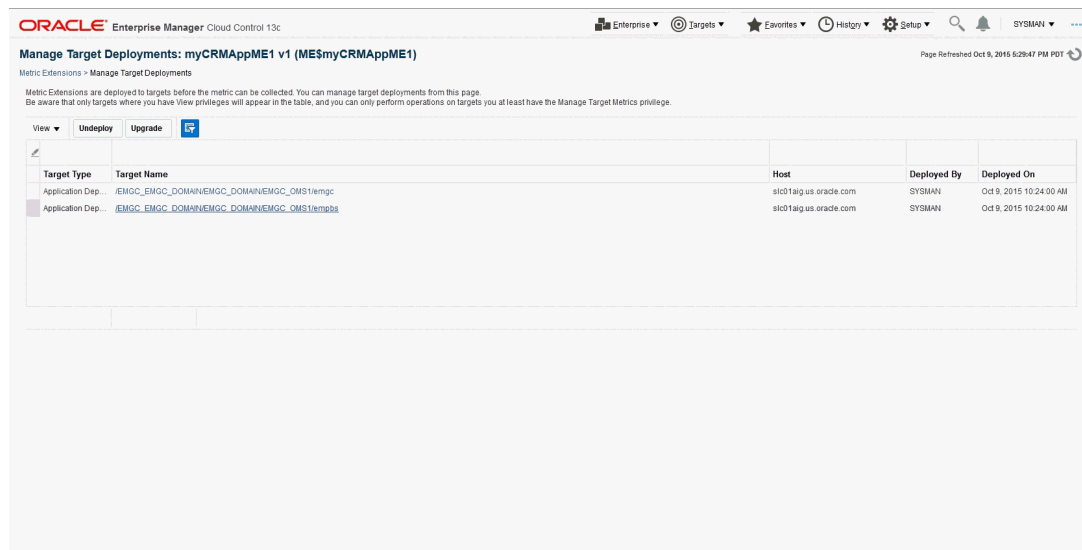 ORACLE Enterprise Manager Cloud Control 13c
Enterprise Targets Favorites History Setup SYSMAN
Manage Target Deployments: myCRMAppME1 v1 (ME$myCRMAppME1)
Page Refreshed Oct 9, 2015 5:29:47 PM PDT
Metric Extensions > Manage Target Deployments
Metric Extensions are deployed to targets before the metric can be collected. You can manage target deployments from this page.
Be aware that only targets where you have View privileges will appear in the table, and you can only perform operations on targets you at least have the Manage Target Metrics privilege.
View Undeploy Upgrade
Target Type Target Name Host Deployed By Deployed On
Application Dep... /EMGC_EMGC_DOMAIN/EMGC_DOMAIN/EMGC_OMS1/emgc slc01aig.us.oracle.com SYSMAN Oct 9, 2015 10:24:00 AM
Application Dep... /EMGC_EMGC_DOMAIN/EMGC_DOMAIN/EMGC_OMS1/empbs slc01aig.us.oracle.com SYSMAN Oct 9, 2015 10:24:00 AM